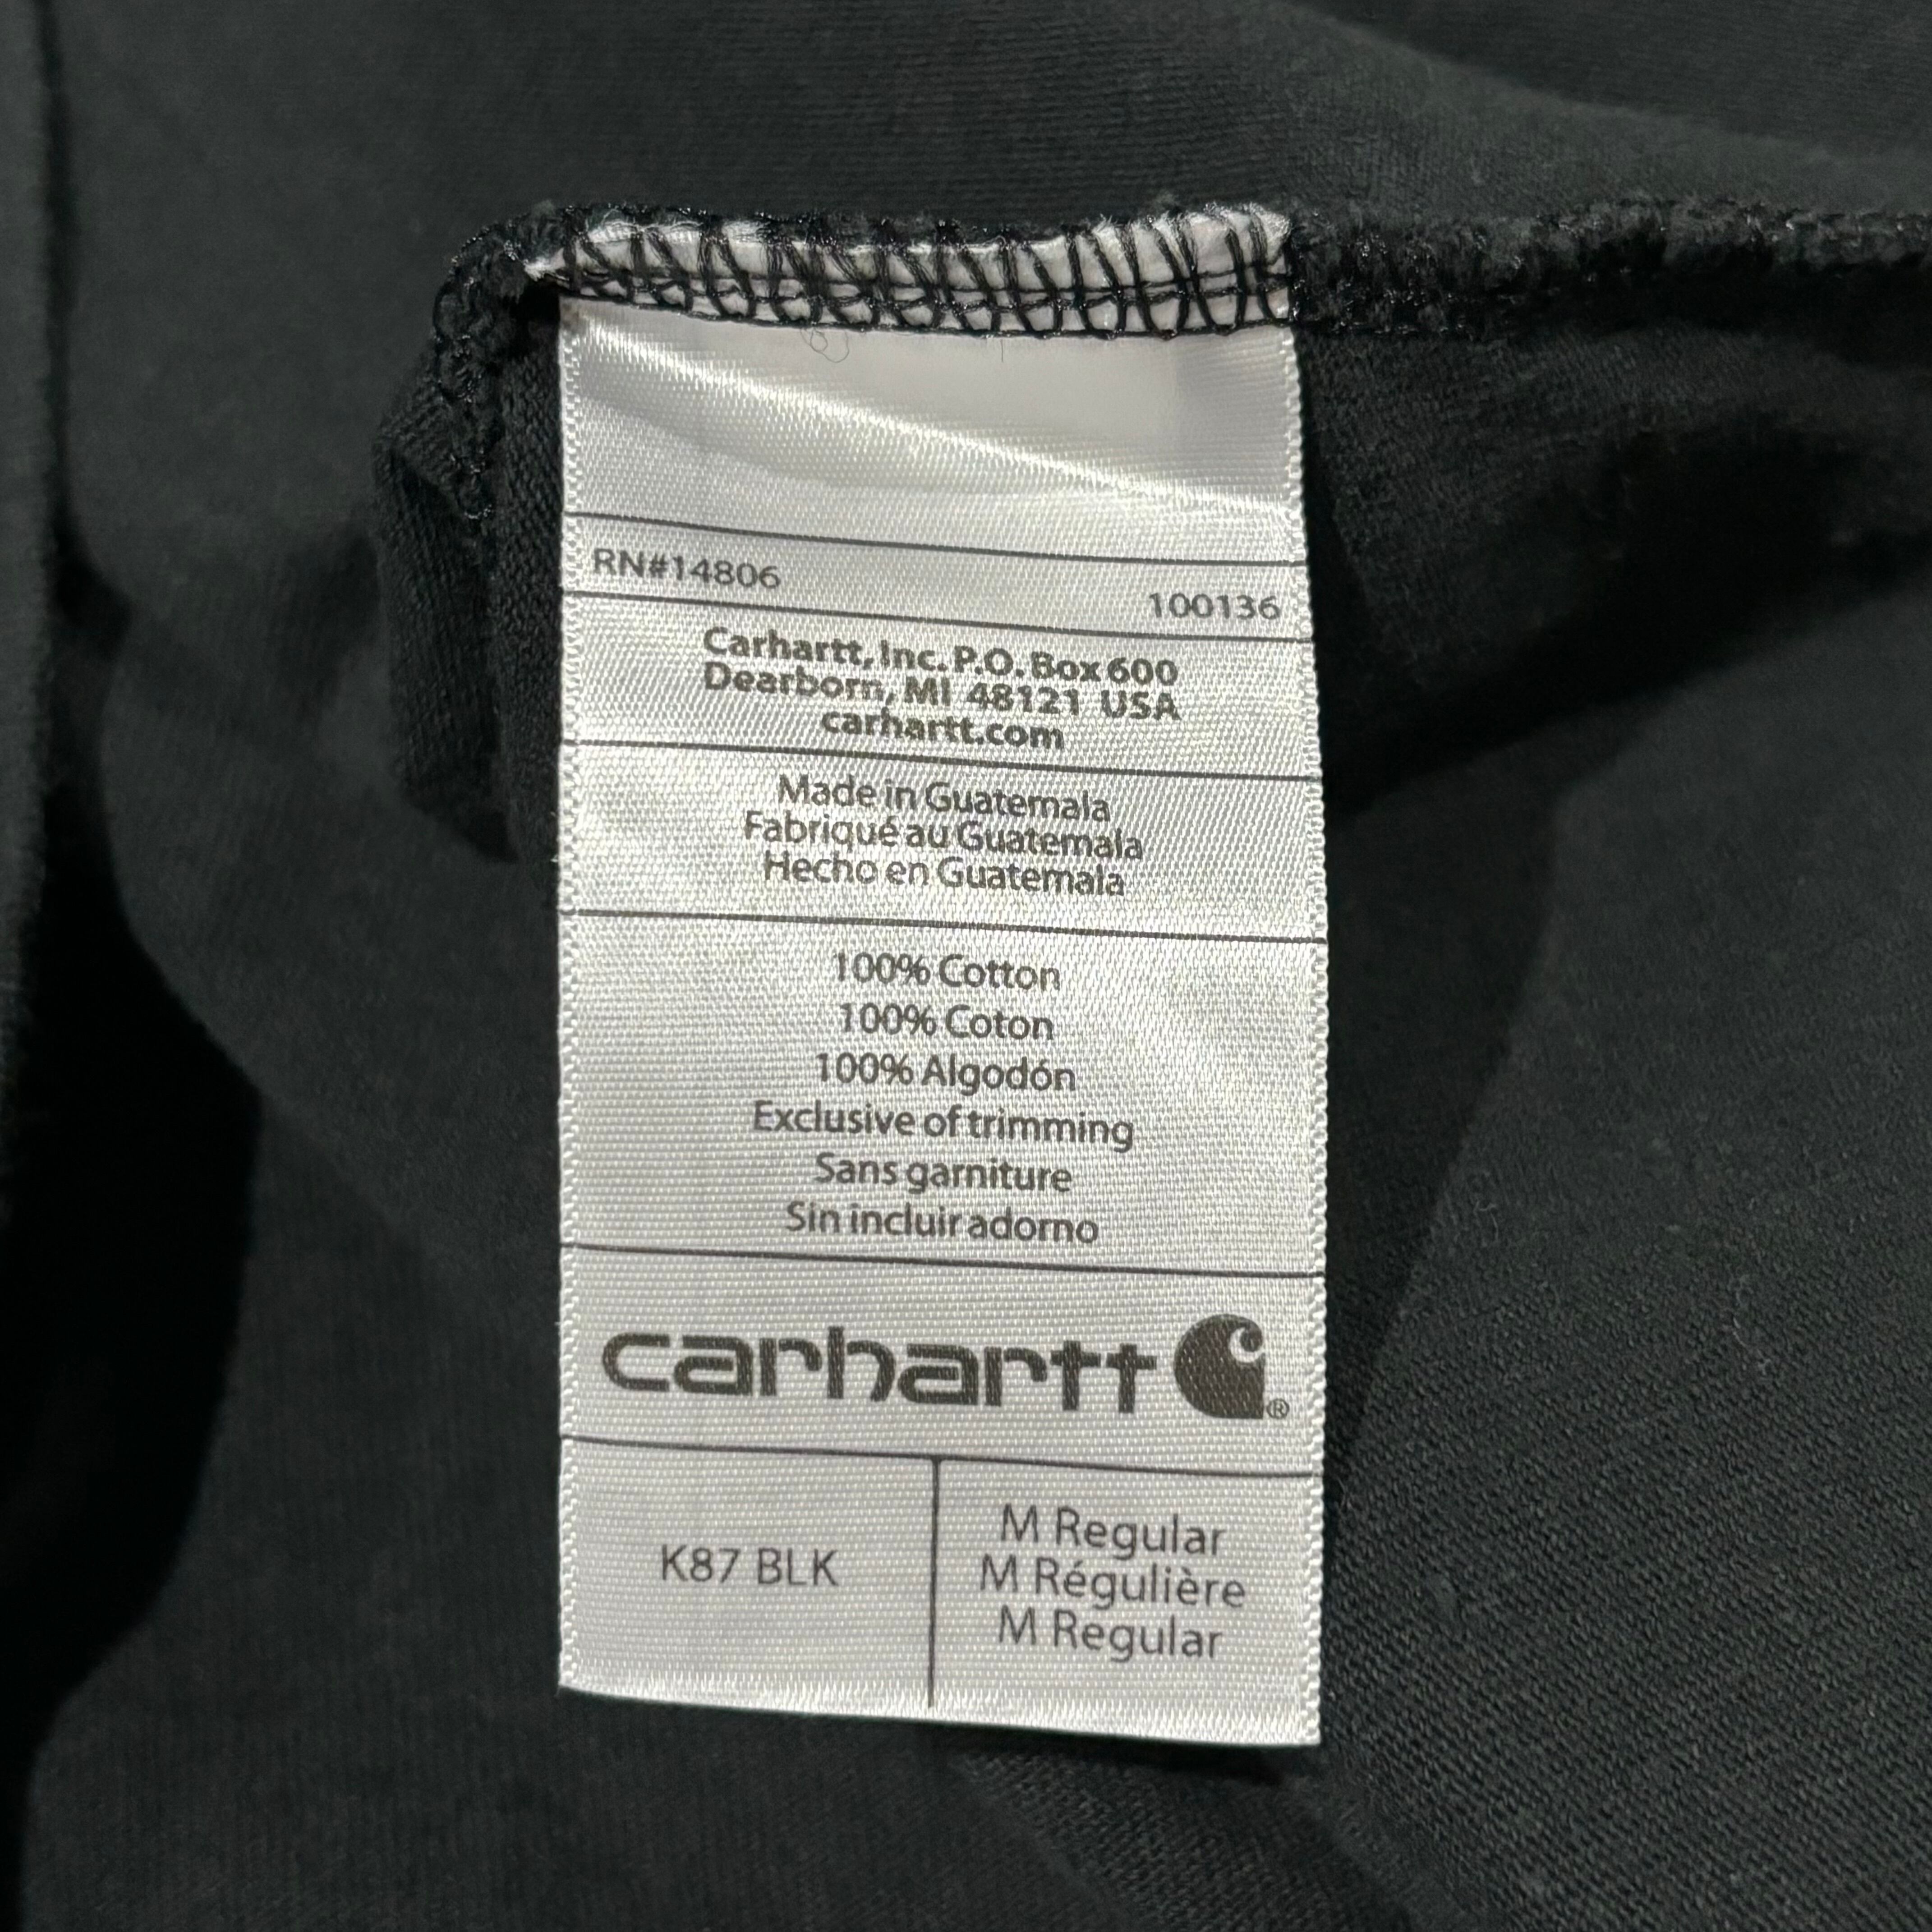 RN#14806
100136
Carhartt, Inc. P.O. Box 600
Dearborn, MI 48121 USA
carhartt.com
Made in Guatemala
Fabriqué au Guatemala
Hecho en Guatemala
100% Cotton
100% Coton
100% Algodón
Exclusive of trimming
Sans garniture
Sin incluir adorno
carhartt ®
K87 BLK
M Regular
M Régulière
M Regular